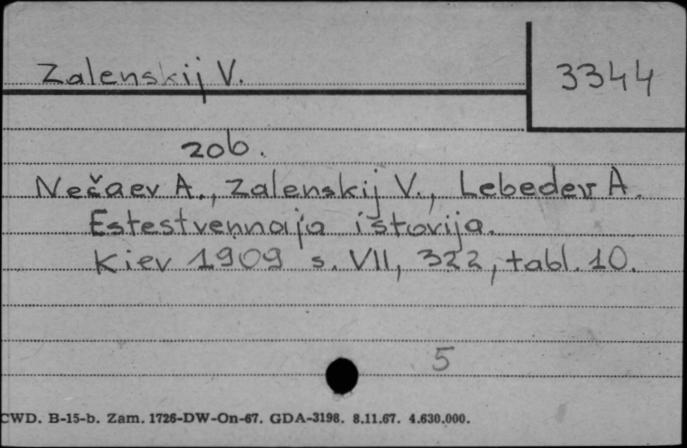 Zalenskij V.
3344
zob.
Nečaev A., Zalenskij V., Lebedev A.
Estestvennaja istorija.
Kiev 1909 s. VII, 322, tabl. 10.
5
CWD. B-15-b. Zam. 1726-DW-On-67. GDA-3198. 8.11.67. 4.630.000.